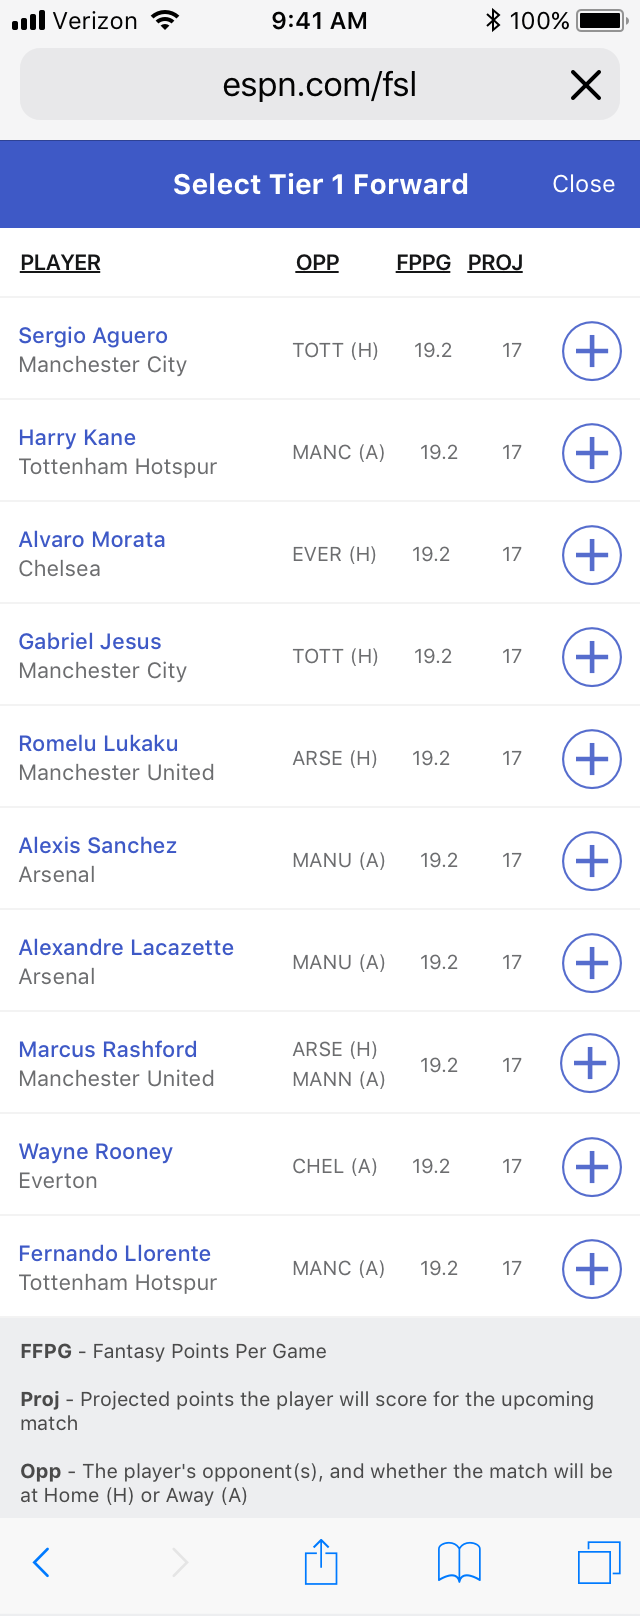 Verizon 9:41 AM 100%
espn.com/fsl
Select Tier 1 Forward Close
PLAYER OPP FPPG PROJ
Sergio Aguero
Manchester City TOTT (H) 19.2 17
Harry Kane
Tottenham Hotspur MANC (A) 19.2 17
Alvaro Morata
Chelsea EVER (H) 19.2 17
Gabriel Jesus
Manchester City TOTT (H) 19.2 17
Romelu Lukaku
Manchester United ARSE (H) 19.2 17
Alexis Sanchez
Arsenal MANU (A) 19.2 17
Alexandre Lacazette
Arsenal MANU (A) 19.2 17
Marcus Rashford ARSE (H)
Manchester United MANN (A) 19.2 17
Wayne Rooney
Everton CHEL (A) 19.2 17
Fernando Llorente
Tottenham Hotspur MANC (A) 19.2 17
FFPG - Fantasy Points Per Game
Proj - Projected points the player will score for the upcoming
match
Opp - The player's opponent(s), and whether the match will be
at Home (H) or Away (A)